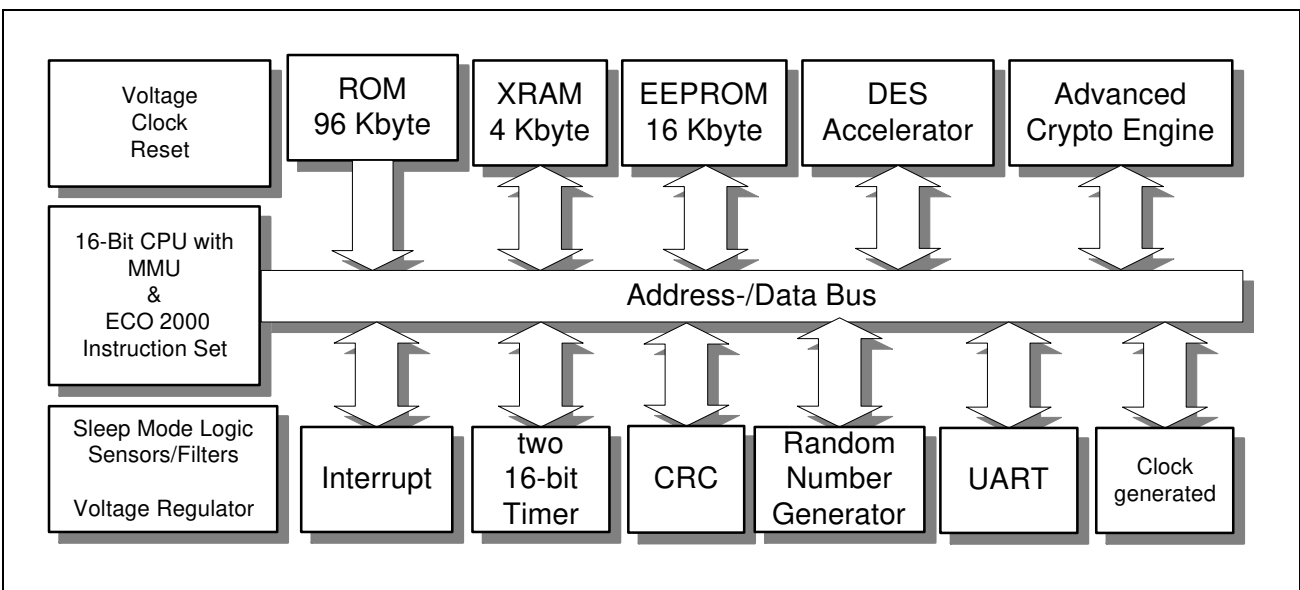 Voltage
Clock
Reset
ROM
96 Kbyte
XRAM
4 Kbyte
EEPROM
16 Kbyte
DES
Accelerator
Advanced
Crypto Engine
16-Bit CPU with
MMU
&
ECO 2000
Instruction Set
Address-/Data Bus
Sleep Mode Logic
Sensors/Filters
Voltage Regulator
Interrupt
two
16-bit
Timer
CRC
Random
Number
Generator
UART
Clock
generated